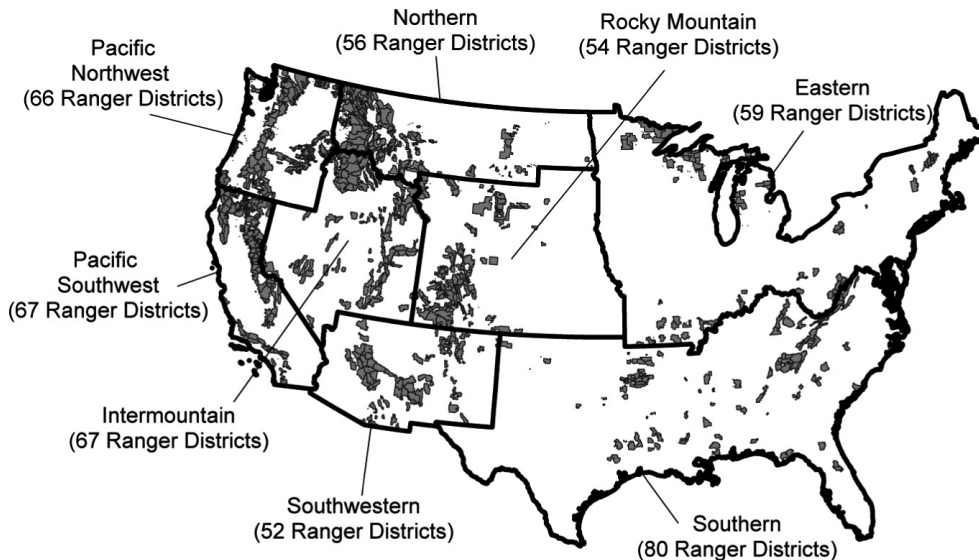 Northern
(56 Ranger Districts)
Rocky Mountain
(54 Ranger Districts)
Pacific
Northwest
(66 Ranger Districts)
Eastern
(59 Ranger Districts)
Pacific
Southwest
(67 Ranger Districts)
Intermountain
(67 Ranger Districts)
Southwestern
(52 Ranger Districts)
Southern
(80 Ranger Districts)